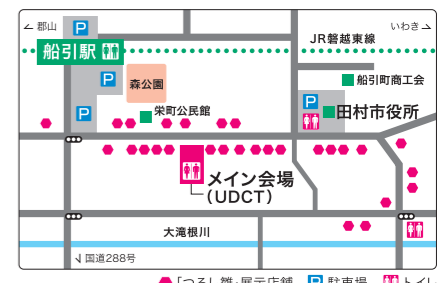 郡山
P
いわき
JR磐越東線
船引駅
P
森公園
船引町商工会
P
栄町公民館
P
田村市役所
メイン会場
(UDCT)
大滝根川
国道288号
「つるし雛」展示店舗 P 駐車場 トイレ